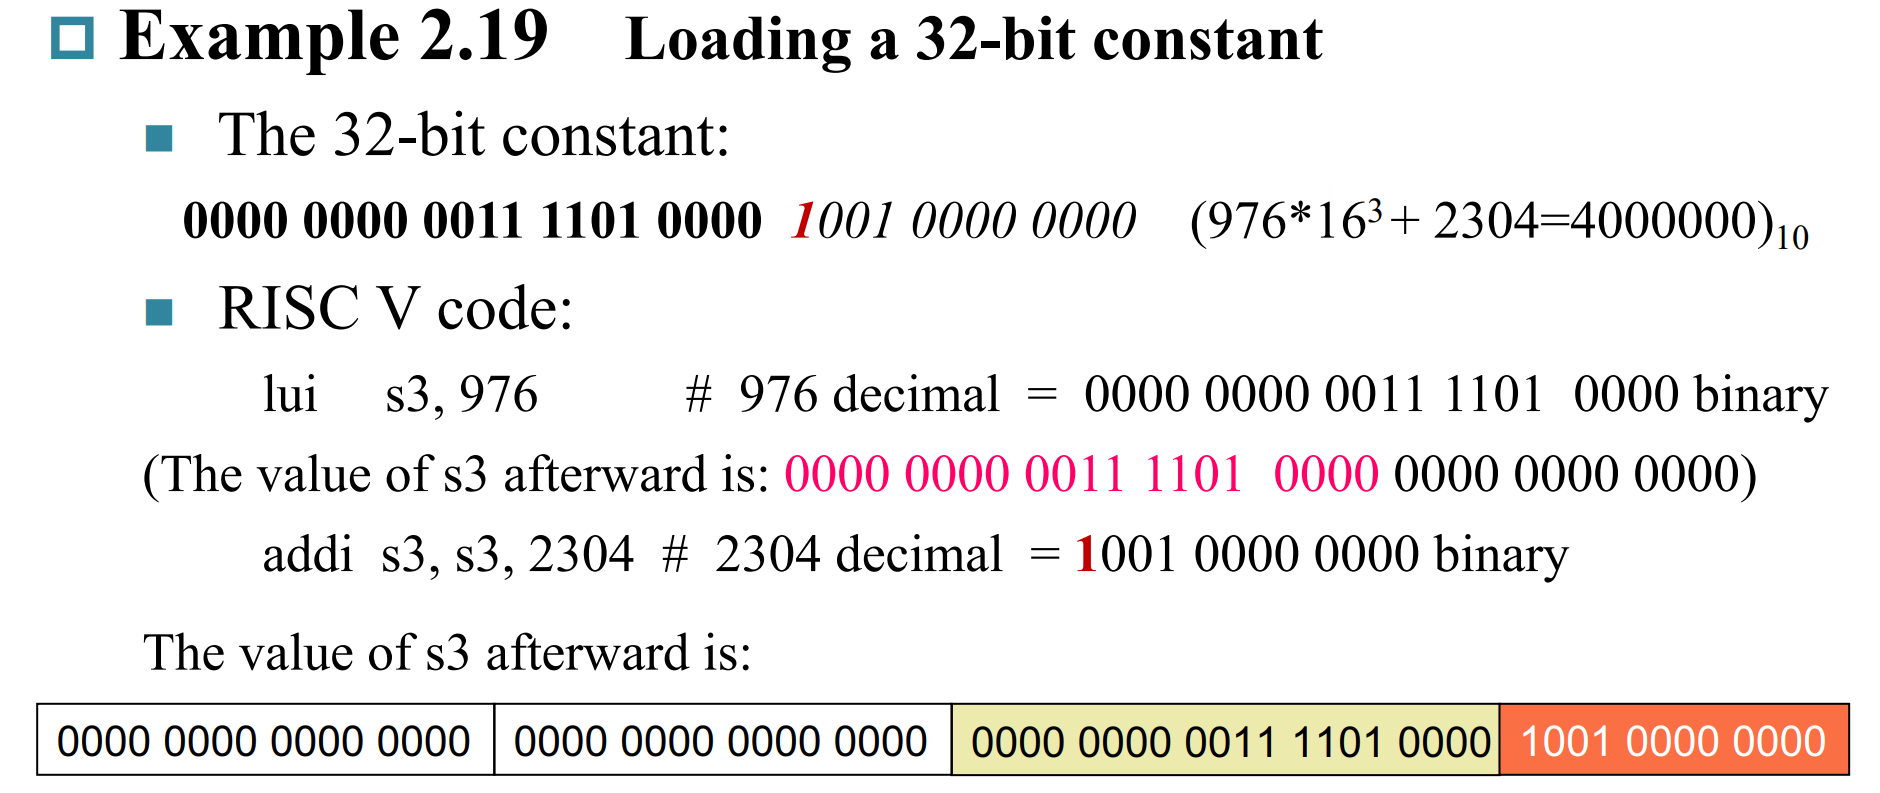 Example 2.19 Loading a 32-bit constant
The 32-bit constant:
0000 0000 0011 1101 0000 1001 0000 0000 (976*16³ + 2304=4000000)₁₀
RISC V code:
lui s3, 976 # 976 decimal = 0000 0000 0011 1101 0000 binary
(The value of s3 afterward is: 0000 0000 0011 1101 0000 0000 0000 0000)
addi s3, s3, 2304 # 2304 decimal = 1001 0000 0000 binary
The value of s3 afterward is:
0000 0000 0000 0000 0000 0000 0000 0000 0000 0000 0011 1101 0000 1001 0000 0000